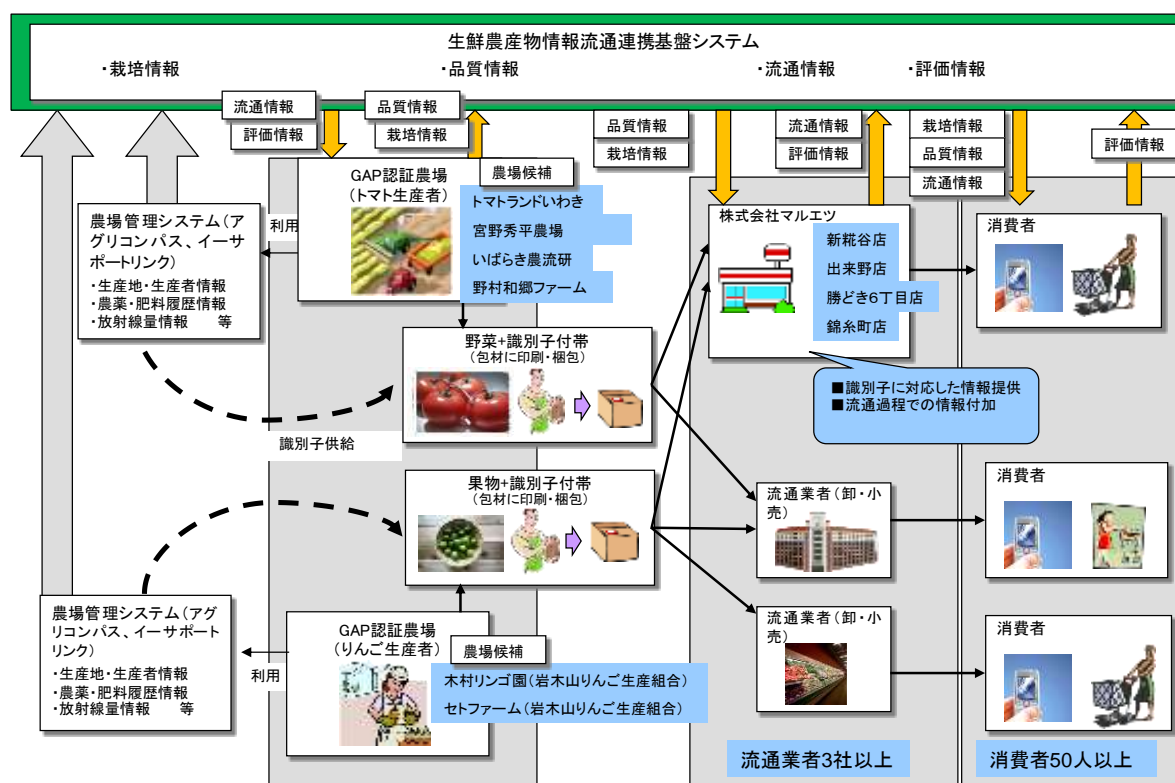 生鮮農産物情報流通連携基盤システム
・栽培情報
・品質情報
・流通情報
・評価情報
流通情報
評価情報
品質情報
栽培情報
品質情報
栽培情報
流通情報
評価情報
栽培情報
品質情報
流通情報
評価情報
農場管理システム(ア
グリコンパス、イーサ
ポートリンク)
・生産地・生産者情報
・農薬・肥料履歴情報
・放射線量情報 等
利用
GAP認証農場
(トマト生産者)
農場候補
トマトランドいわき
宮野秀平農場
いばらき農流研
野村和郷ファーム
株式会社マルエツ
新糀谷店
出来野店
勝どき6丁目店
錦糸町店
消費者
■識別子に対応した情報提供
■流通過程での情報付加
野菜+識別子付帯
(包材に印刷・梱包)
識別子供給
果物+識別子付帯
(包材に印刷・梱包)
流通業者(卸・小
売)
消費者
農場管理システム(ア
グリコンパス、イーサポート
リンク)
・生産地・生産者情報
・農薬・肥料履歴情報
・放射線量情報 等
利用
GAP認証農場
(りんご生産者)
農場候補
木村リンゴ園(岩木山りんご生産組合)
セトファーム(岩木山りんご生産組合)
流通業者(卸・小
売)
消費者
流通業者3社以上
消費者50人以上